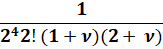 1
2⁴2! (1 + ν)(2 + ν)